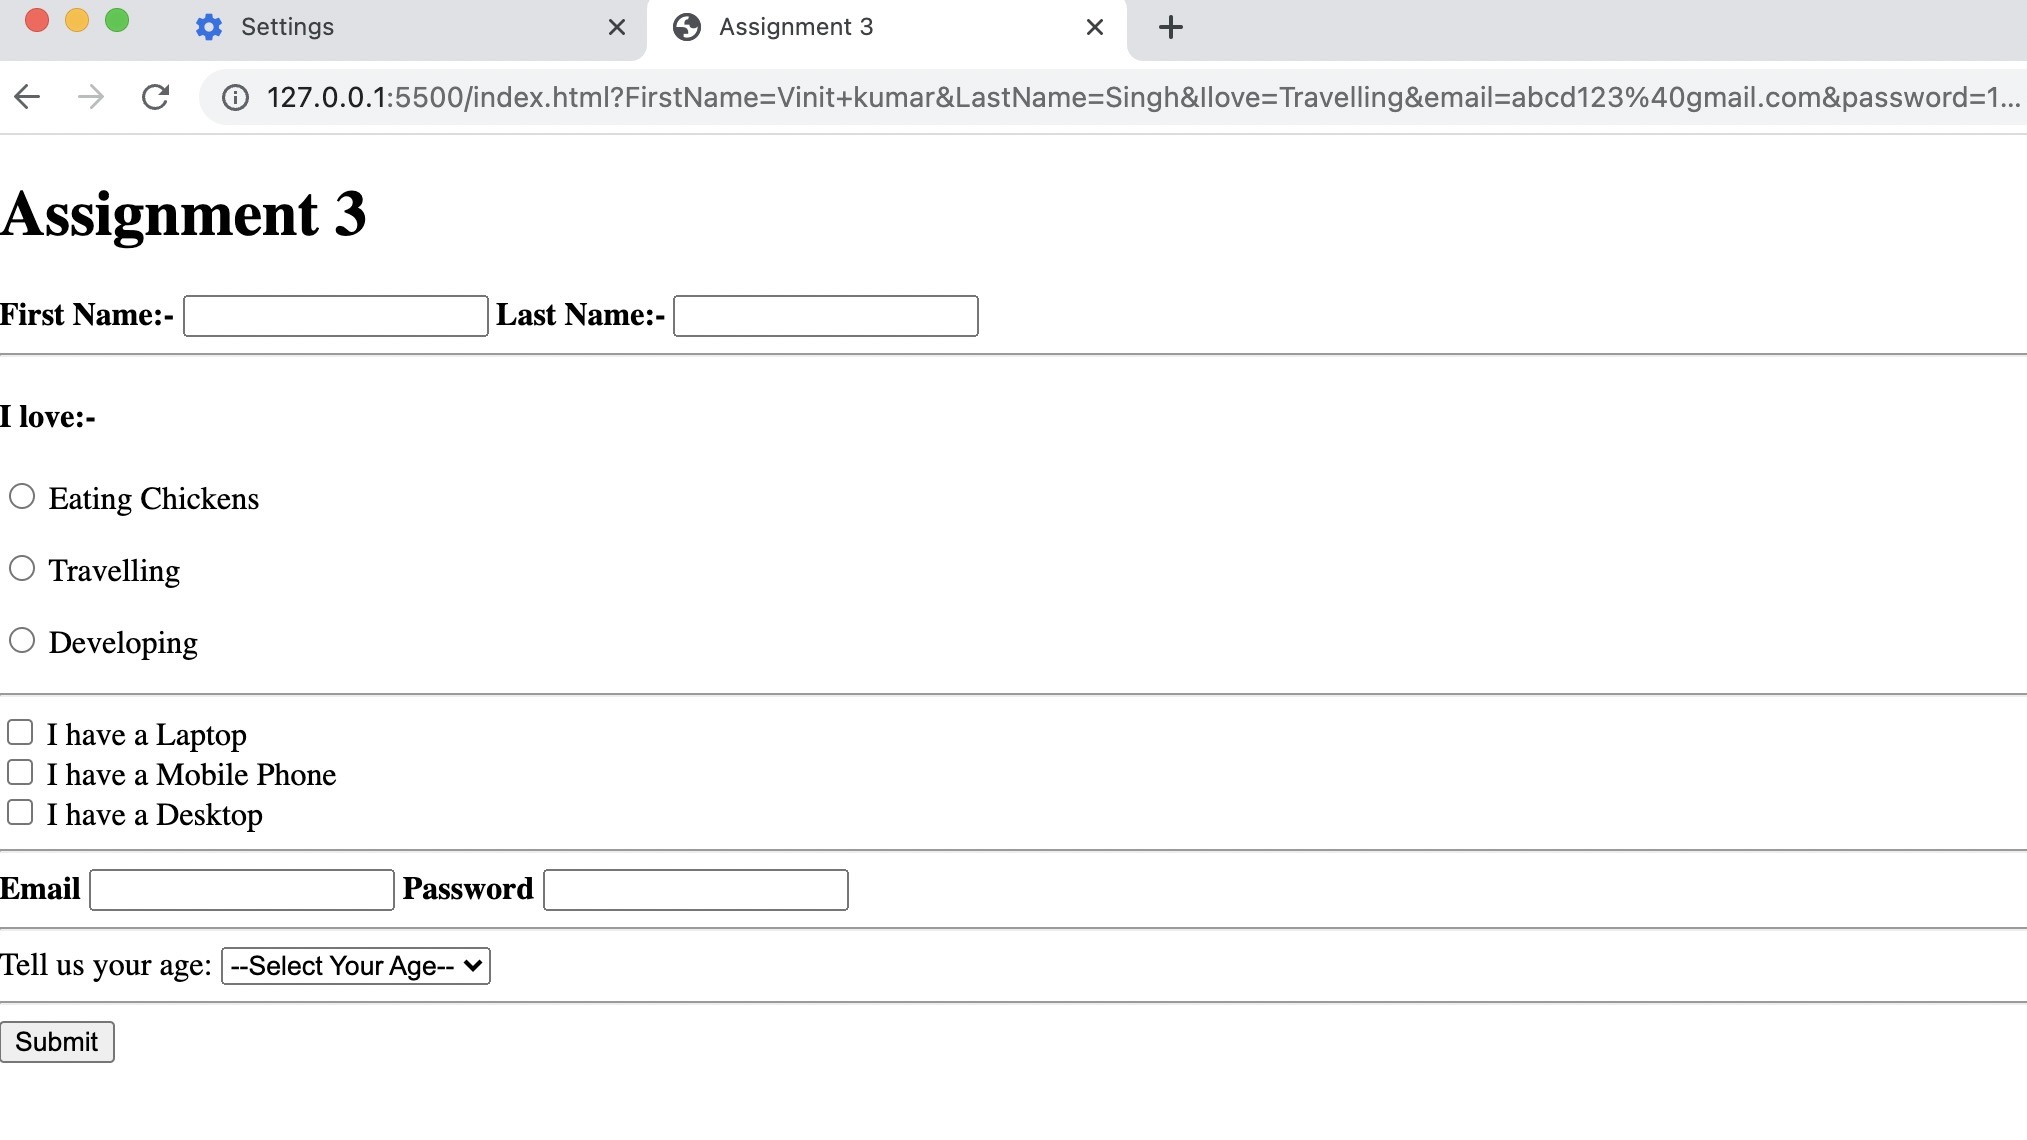 Settings
Assignment 3
127.0.0.1:5500/index.html?FirstName=Vinit+kumar&LastName=Singh&Ilove=Travelling&email=abcd123%40gmail.com&password=1...
Assignment 3
First Name:- Last Name:-
I love:-
Eating Chickens
Travelling
Developing
I have a Laptop
I have a Mobile Phone
I have a Desktop
Email Password
Tell us your age: --Select Your Age--
Submit